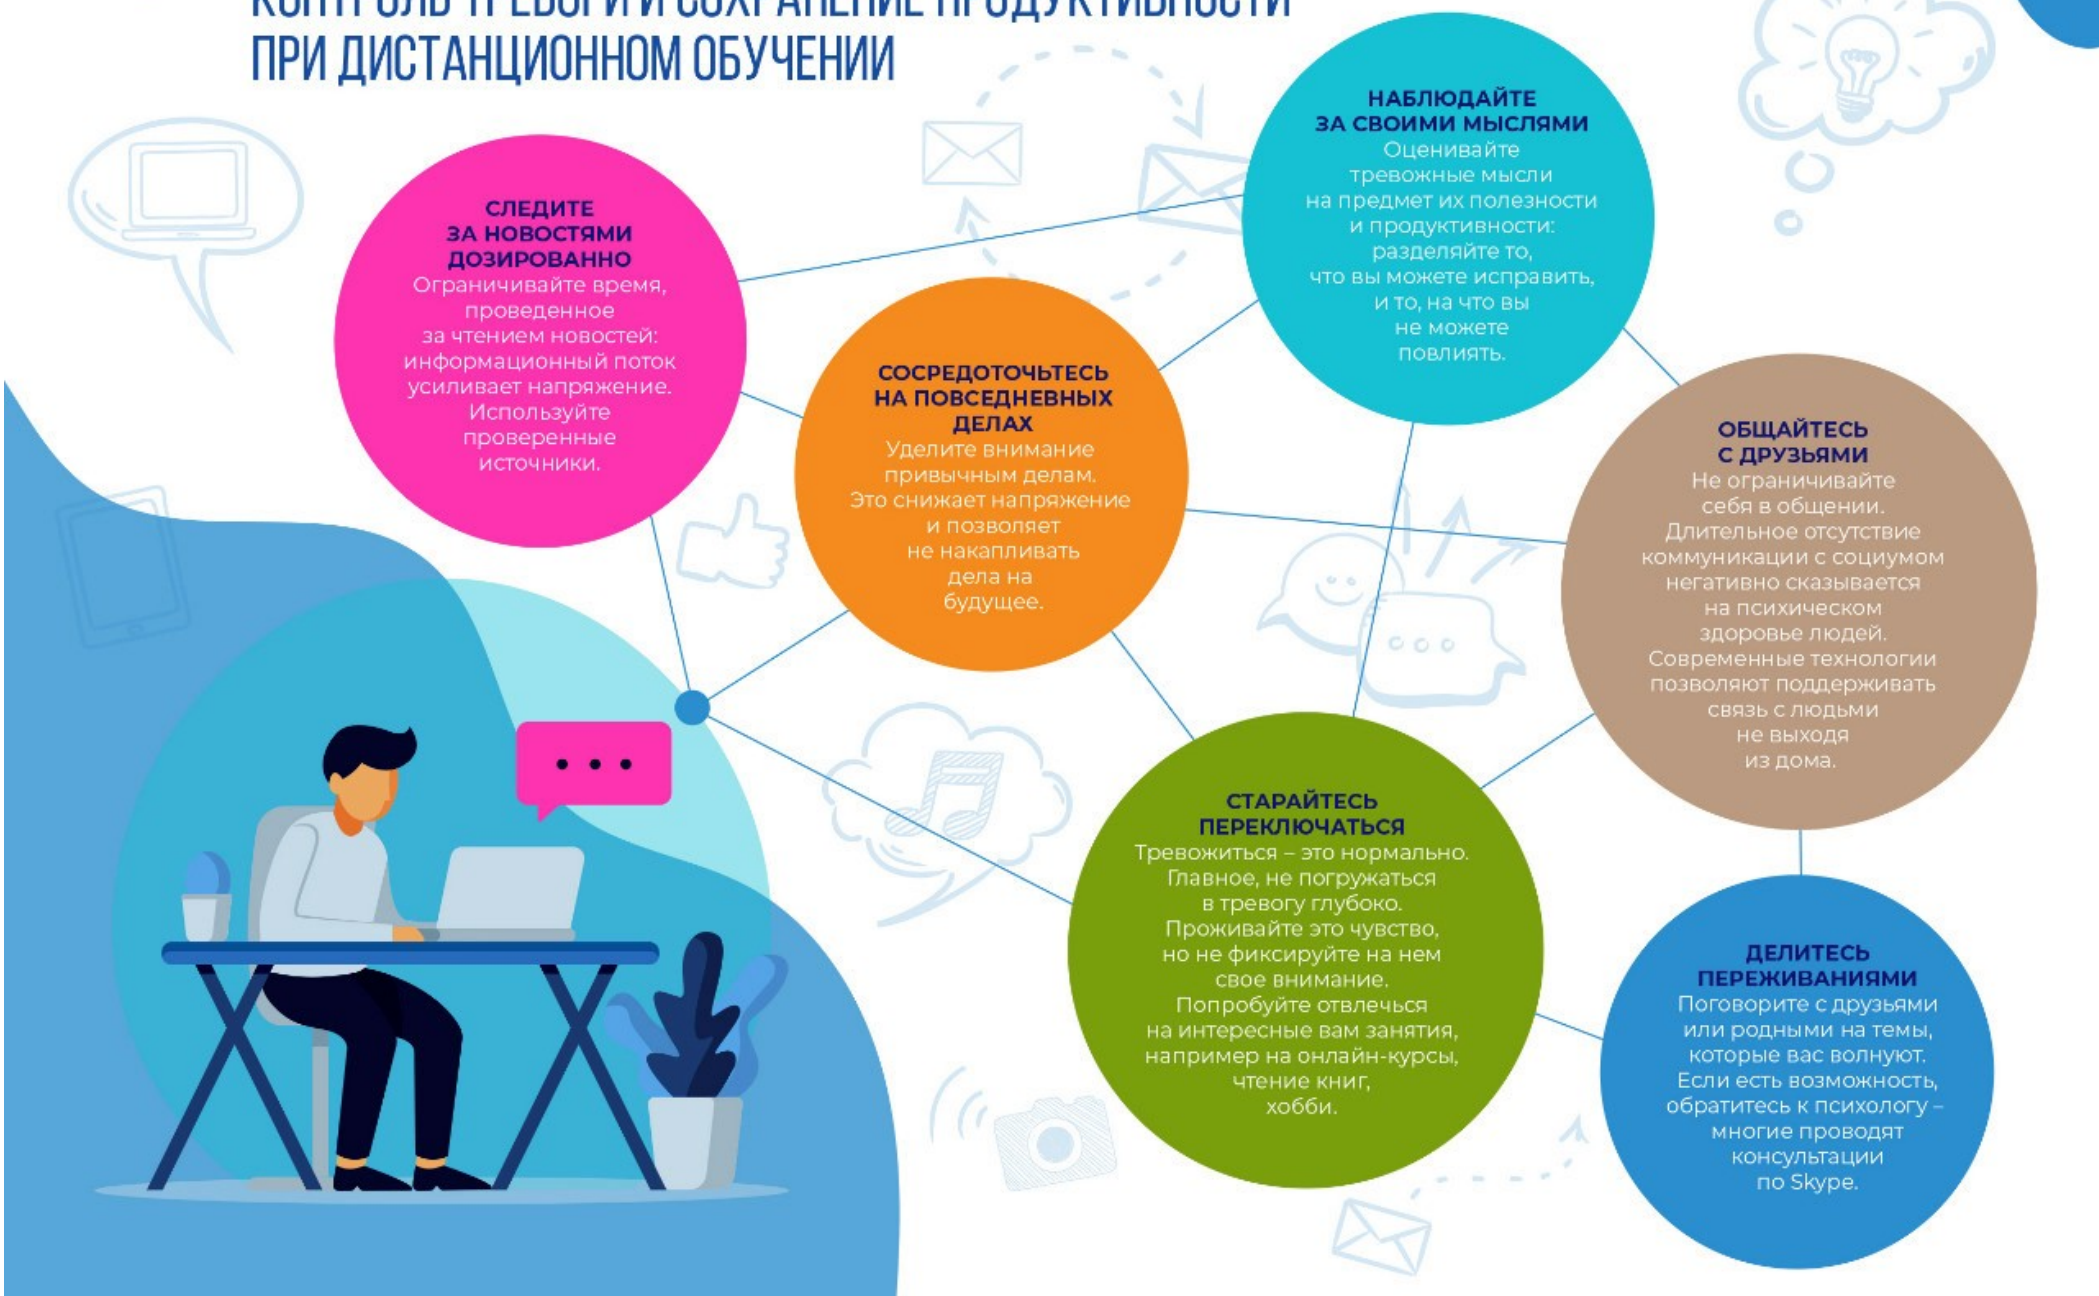 КОНТРОЛЬ ТРЕВОГИ И СОХРАНЕНИЕ ПРОДУКТИВНОСТИ
ПРИ ДИСТАНЦИОННОМ ОБУЧЕНИИ
СЛЕДИТЕ
ЗА НОВОСТЯМИ
ДОЗИРОВАННО
Ограничивайте время,
проведенное
за чтением новостей:
информационный поток
усиливает напряжение.
Используйте
проверенные
источники.
СОСРЕДОТОЧЬТЕСЬ
НА ПОВСЕДНЕВНЫХ
ДЕЛАХ
Уделите внимание
привычным делам.
Это снижает напряжение
и позволяет
не накапливать
дела на
будущее.
НАБЛЮДАЙТЕ
ЗА СВОИМИ МЫСЛЯМИ
Оценивайте
тревожные мысли
на предмет их полезности
и продуктивности:
разделяйте то,
что вы можете исправить,
и то, на что вы
не можете
повлиять.
ОБЩАЙТЕСЬ
С ДРУЗЬЯМИ
Не ограничивайте
себя в общении.
Длительное отсутствие
коммуникации с социумом
негативно сказывается
на психическом
здоровье людей.
Современные технологии
позволяют поддерживать
связь с людьми
не выходя
из дома.
СТАРАЙТЕСЬ
ПЕРЕКЛЮЧАТЬСЯ
Тревожиться – это нормально.
Главное, не погружаться
в тревогу глубоко.
Проживайте это чувство,
но не фиксируйте на нем
свое внимание.
Попробуйте отвлечься
на интересные вам занятия,
например на онлайн-курсы,
чтение книг,
хобби.
ДЕЛИТЕСЬ
ПЕРЕЖИВАНИЯМИ
Поговорите с друзьями
или родными на темы,
которые вас волнуют.
Если есть возможность,
обратитесь к психологу –
многие проводят
консультации
по Skype.